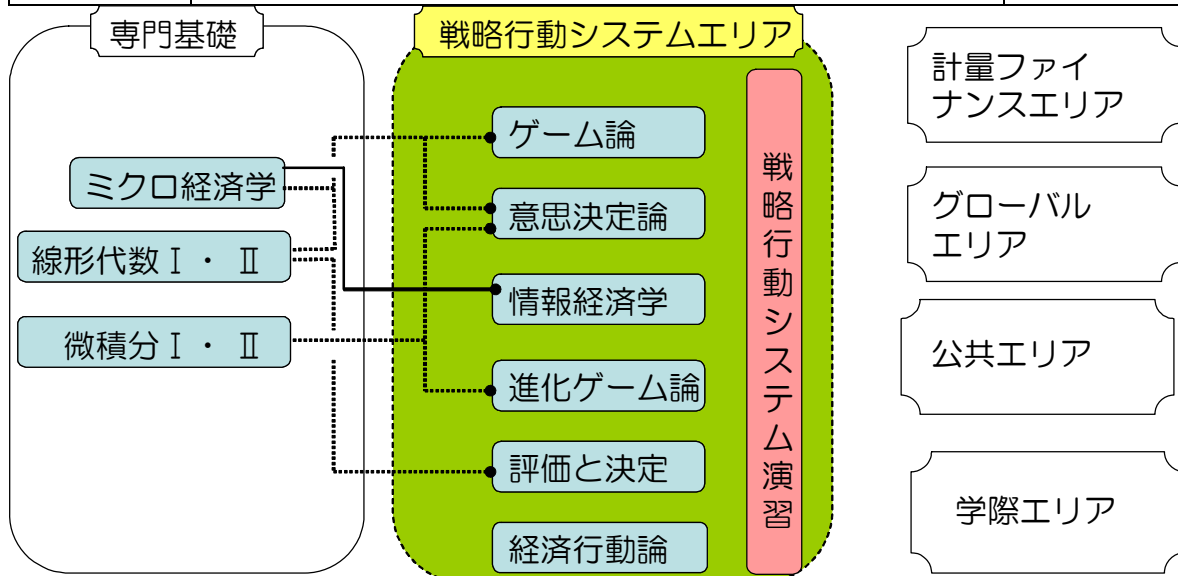 専門基礎
ミクロ経済学
線形代数Ⅰ・Ⅱ
微積分Ⅰ・Ⅱ
戦略行動システムエリア
ゲーム論
意思決定論
情報経済学
進化ゲーム論
評価と決定
経済行動論
戦略行動システム演習
計量ファイ
ナンスエリア
グローバル
エリア
公共エリア
学際エリア